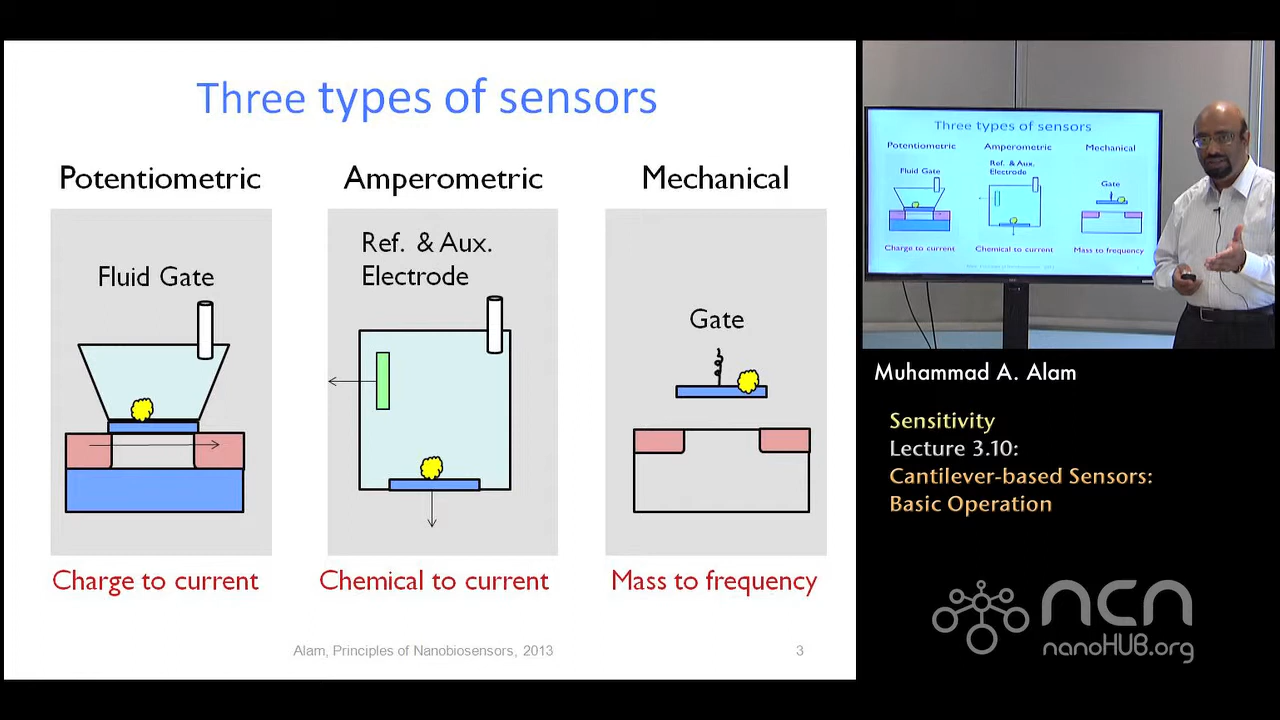 Three types of sensors
Potentiometric
Amperometric
Mechanical
Fluid Gate
Ref. & Aux.
Electrode
Gate
Charge to current
Chemical to current
Mass to frequency
Alam, Principles of Nanobiosensors, 2013
3
Three types of sensors
Potentiometric
Amperometric
Mechanical
Fluid Gate
Ref. & Aux.
Electrode
Gate
Charge to current
Chemical to current
Mass to frequency
Muhammad A. Alam
Sensitivity
Lecture 3.10:
Cantilever-based Sensors:
Basic Operation
ncn
nanoHUB.org